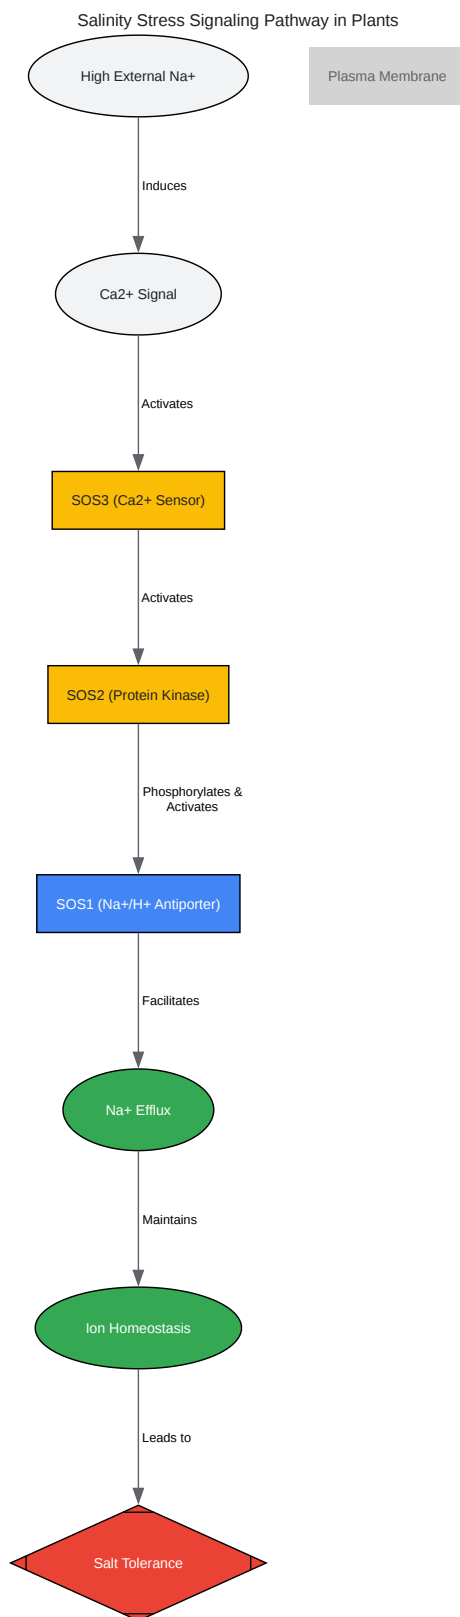 Salinity Stress Signaling Pathway in Plants
High External Na+
Plasma Membrane
Induces
Ca2+ Signal
Activates
SOS3 (Ca2+ Sensor)
Activates
SOS2 (Protein Kinase)
Phosphorylates &
Activates
SOS1 (Na+/H+ Antiporter)
Facilitates
Na+ Efflux
Maintains
Ion Homeostasis
Leads to
Salt Tolerance